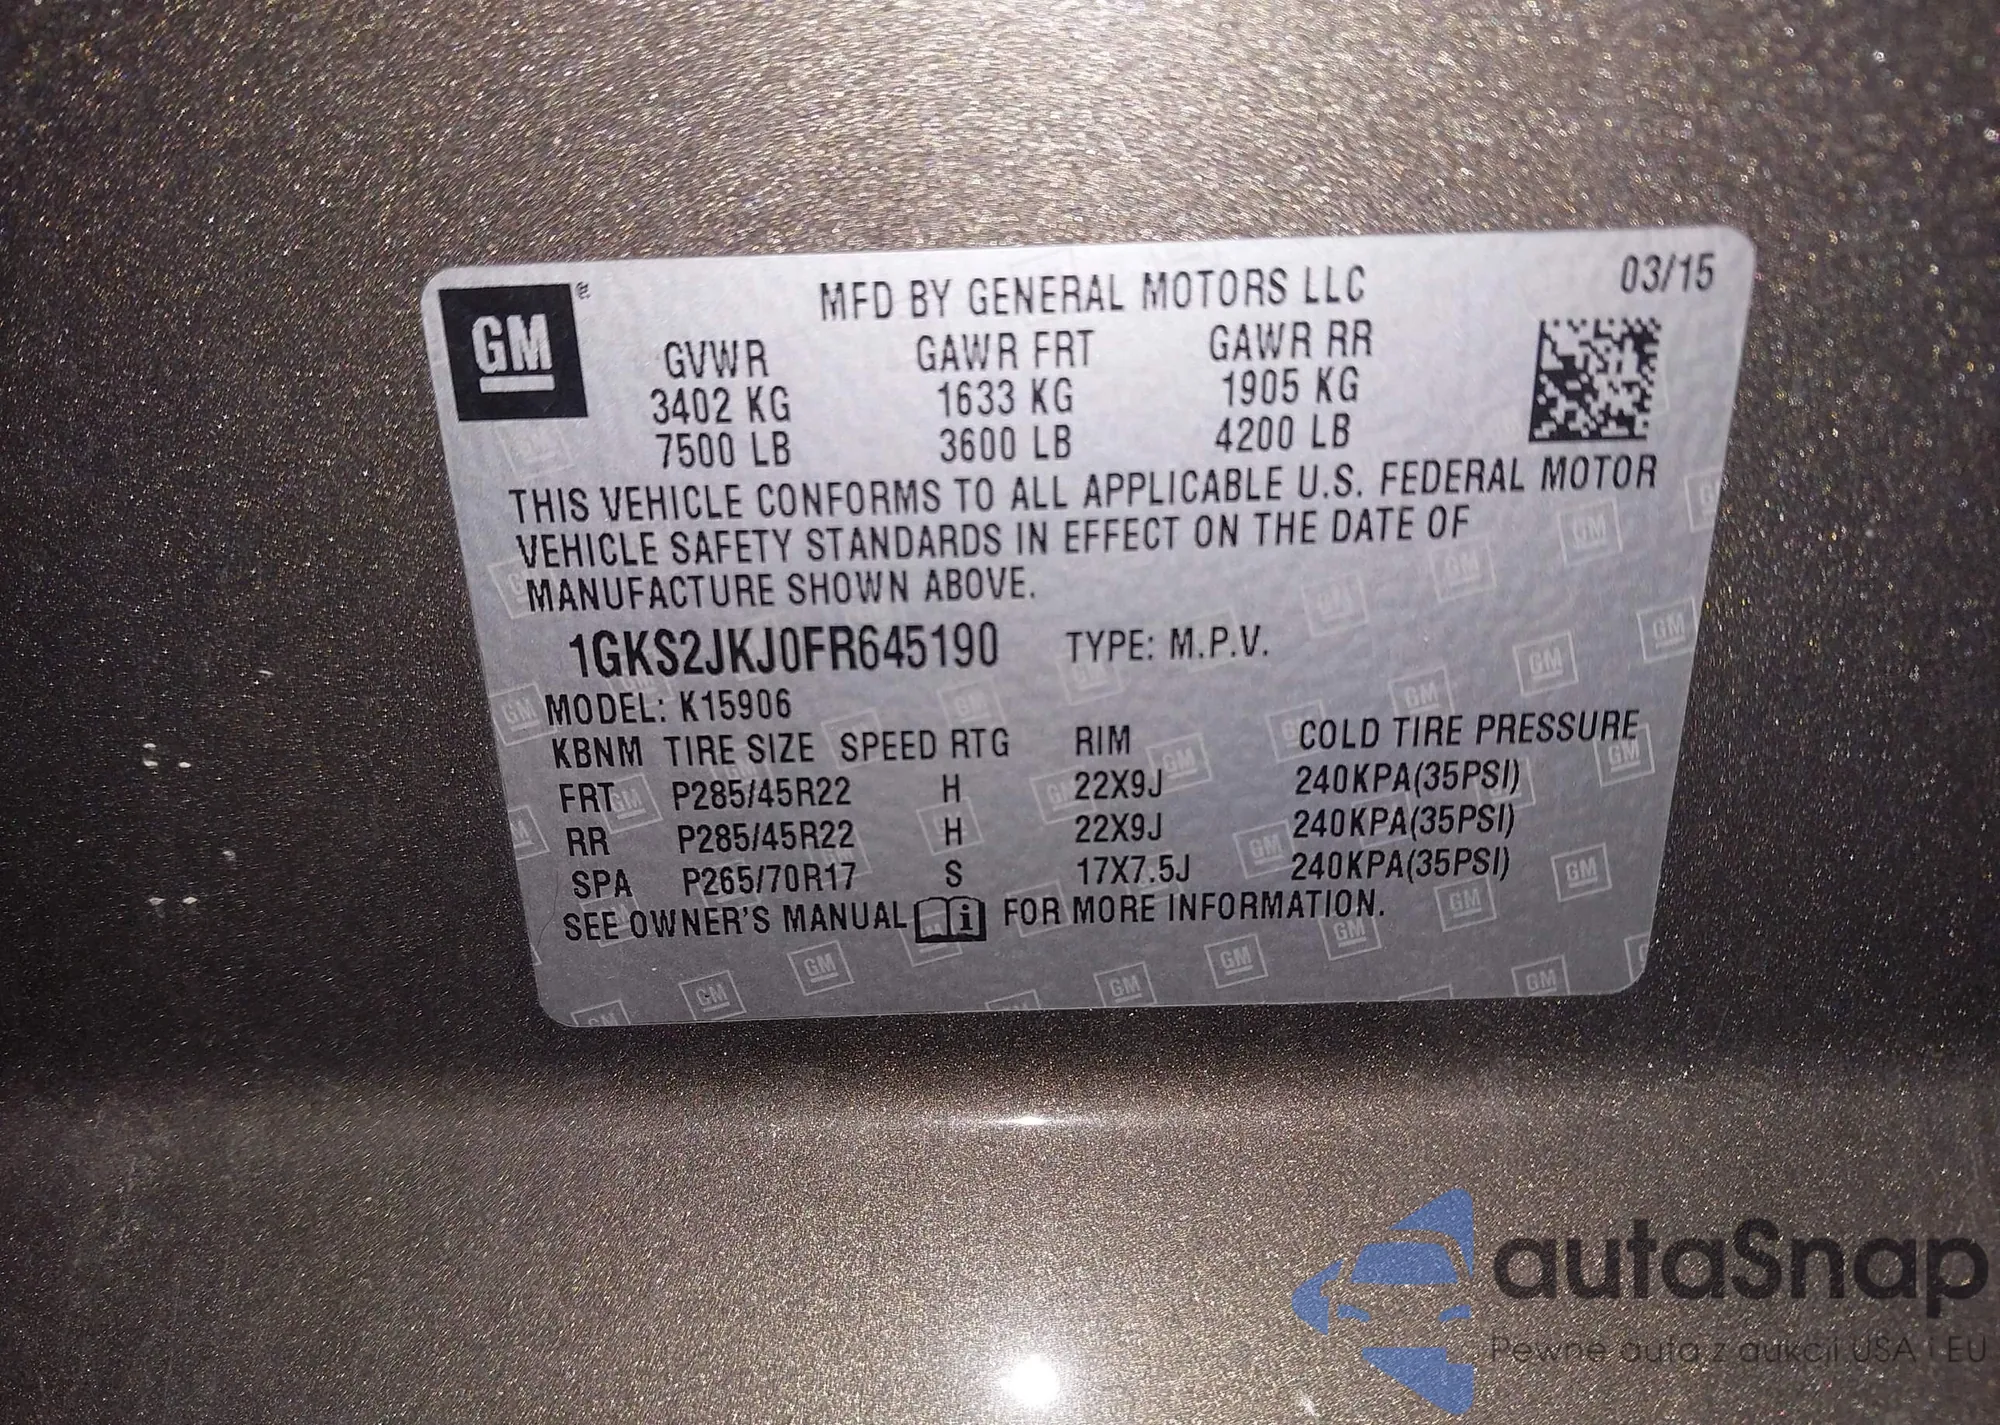 GM ®
MFD BY GENERAL MOTORS LLC 03/15
GVWR GAWR FRT GAWR RR
3402 KG 1633 KG 1905 KG
7500 LB 3600 LB 4200 LB
THIS VEHICLE CONFORMS TO ALL APPLICABLE U.S. FEDERAL MOTOR
VEHICLE SAFETY STANDARDS IN EFFECT ON THE DATE OF
MANUFACTURE SHOWN ABOVE.
1GKS2JKJ0FR645190 TYPE: M.P.V.
MODEL: K15906
KBNM TIRE SIZE SPEED RTG RIM COLD TIRE PRESSURE
FRT P285/45R22 H 22X9J 240KPA(35PSI)
RR P285/45R22 H 22X9J 240KPA(35PSI)
SPA P265/70R17 S 17X7.5J 240KPA(35PSI)
SEE OWNER'S MANUAL i FOR MORE INFORMATION.
autaSnap
Pewne auta z aukcji USA i EU